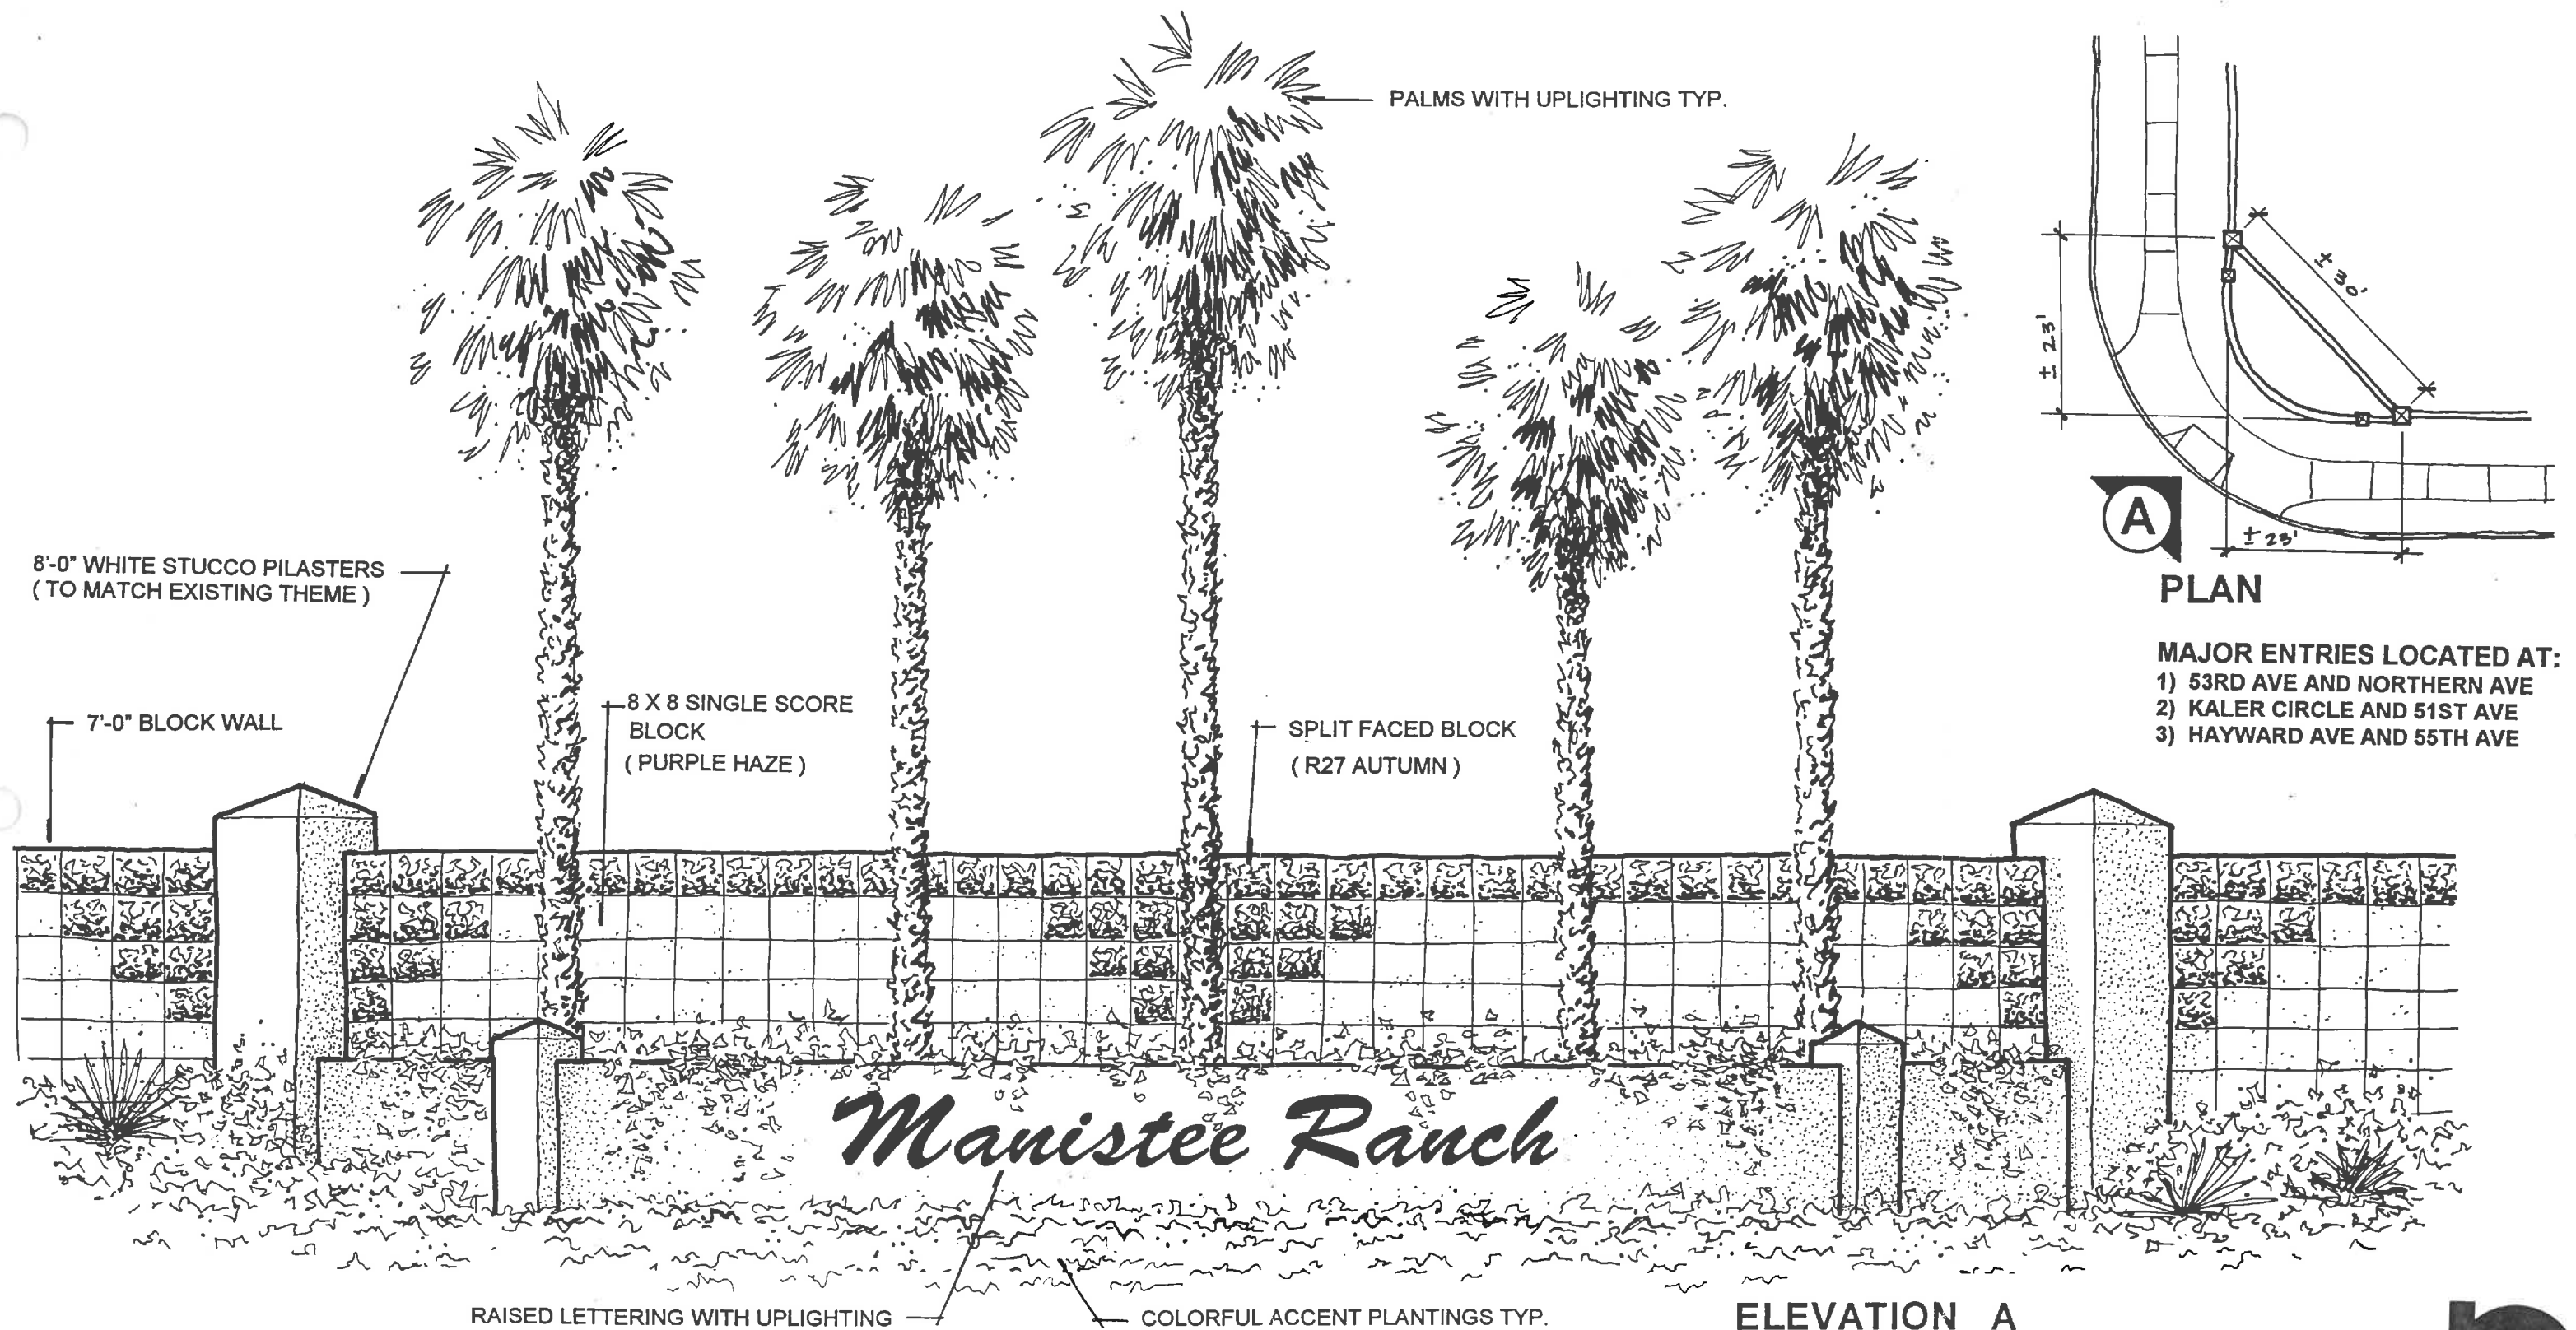 PALMS WITH UPLIGHTING TYP.
± 30'
± 23'
A
± 23'
PLAN
8'-0" WHITE STUCCO PILASTERS
( TO MATCH EXISTING THEME )
MAJOR ENTRIES LOCATED AT:
1) 53RD AVE AND NORTHERN AVE
2) KALER CIRCLE AND 51ST AVE
3) HAYWARD AVE AND 55TH AVE
7'-0" BLOCK WALL
8 X 8 SINGLE SCORE
BLOCK
( PURPLE HAZE )
SPLIT FACED BLOCK
( R27 AUTUMN )
Manistee Ranch
RAISED LETTERING WITH UPLIGHTING
COLORFUL ACCENT PLANTINGS TYP.
ELEVATION A